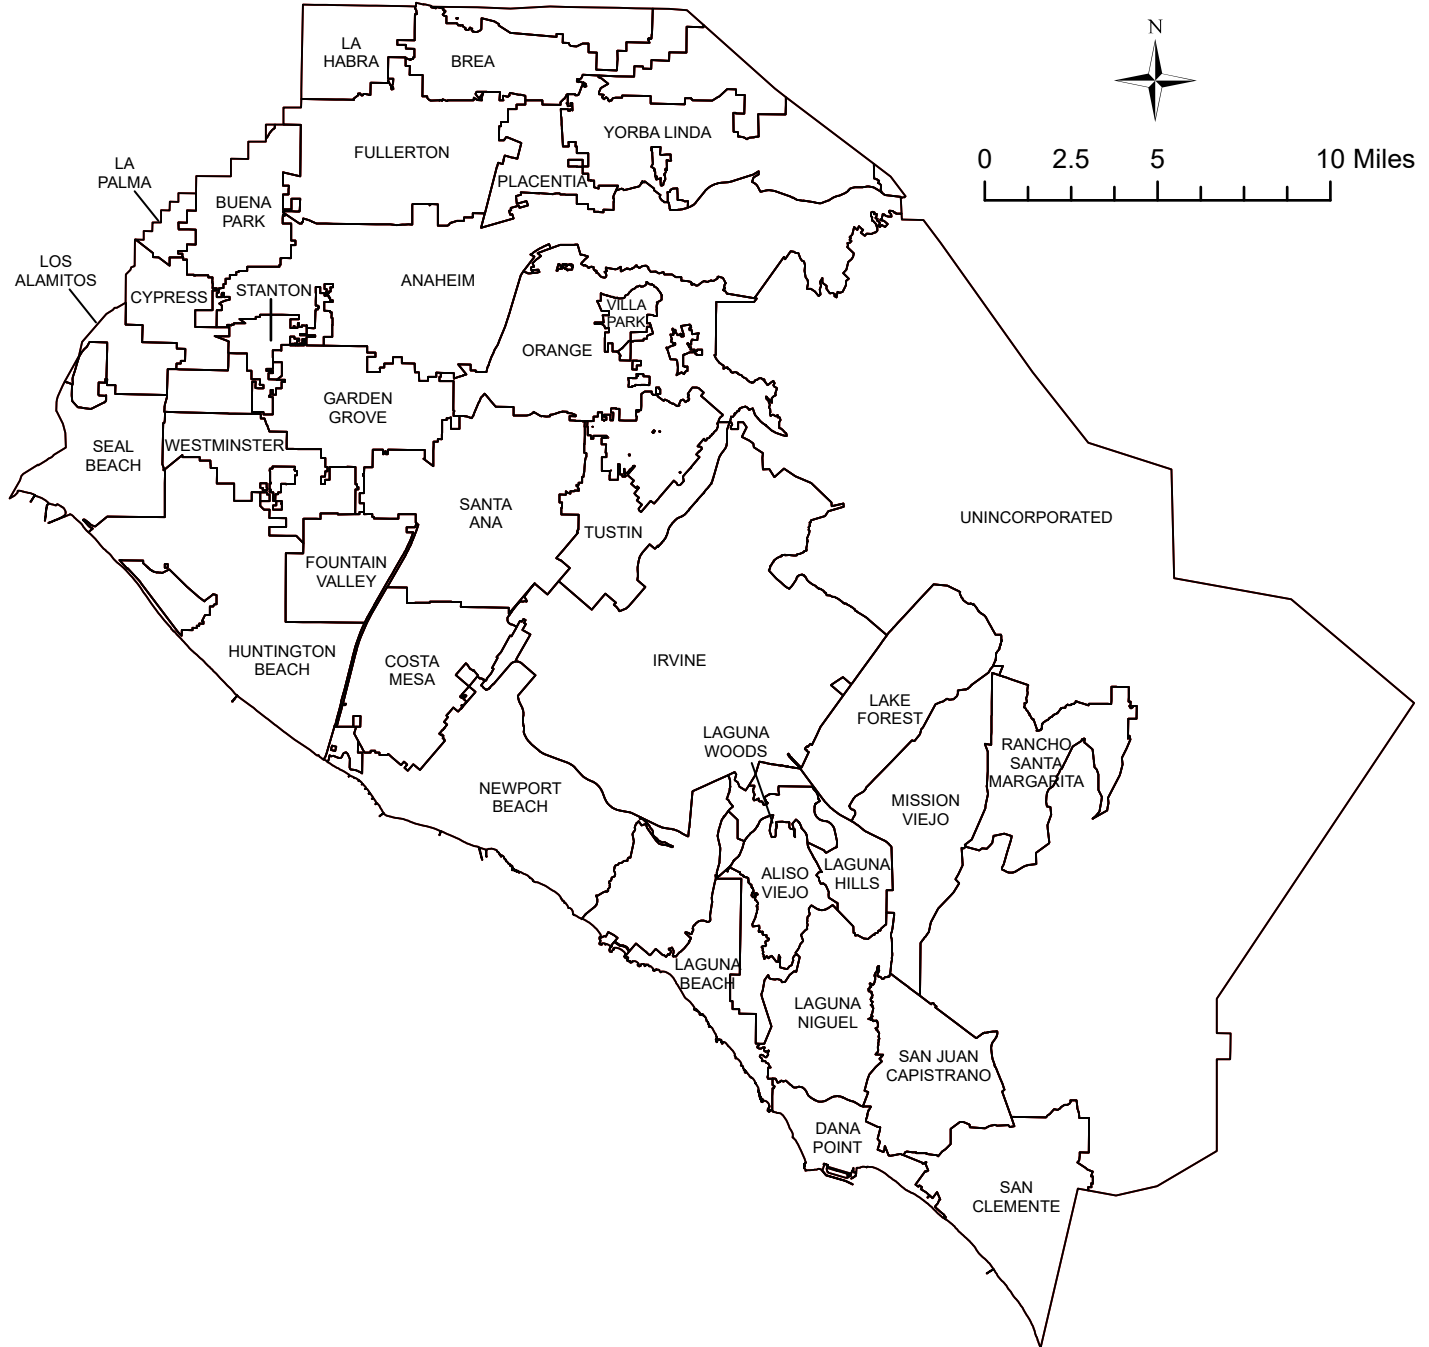 N
0 2.5 5 10 Miles
LA
HABRA
BREA
YORBA LINDA
FULLERTON
LA
PALMA
PLACENTIA
BUENA
PARK
LOS
ALAMITOS
CYPRESS
STANTON
ANAHEIM
VILLA
PARK
ORANGE
GARDEN
GROVE
SEAL
BEACH
WESTMINSTER
SANTA
ANA
TUSTIN
UNINCORPORATED
FOUNTAIN
VALLEY
HUNTINGTON
BEACH
COSTA
MESA
IRVINE
LAKE
FOREST
LAGUNA
WOODS
RANCHO
SANTA
MARGARITA
NEWPORT
BEACH
MISSION
VIEJO
ALISO
VIEJO
LAGUNA
HILLS
LAGUNA
BEACH
LAGUNA
NIGUEL
SAN JUAN
CAPISTRANO
DANA
POINT
SAN
CLEMENTE